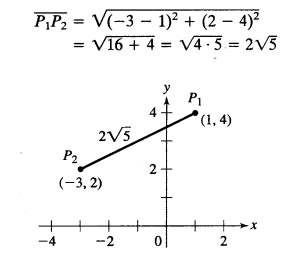 P₁P₂ = √(−3 − 1)² + (2 − 4)²
= √16 + 4 = √4 · 5 = 2√5
y
P₁
4
(1, 4)
2√5
P₂
2
(−3, 2)
x
−4 −2 0 2